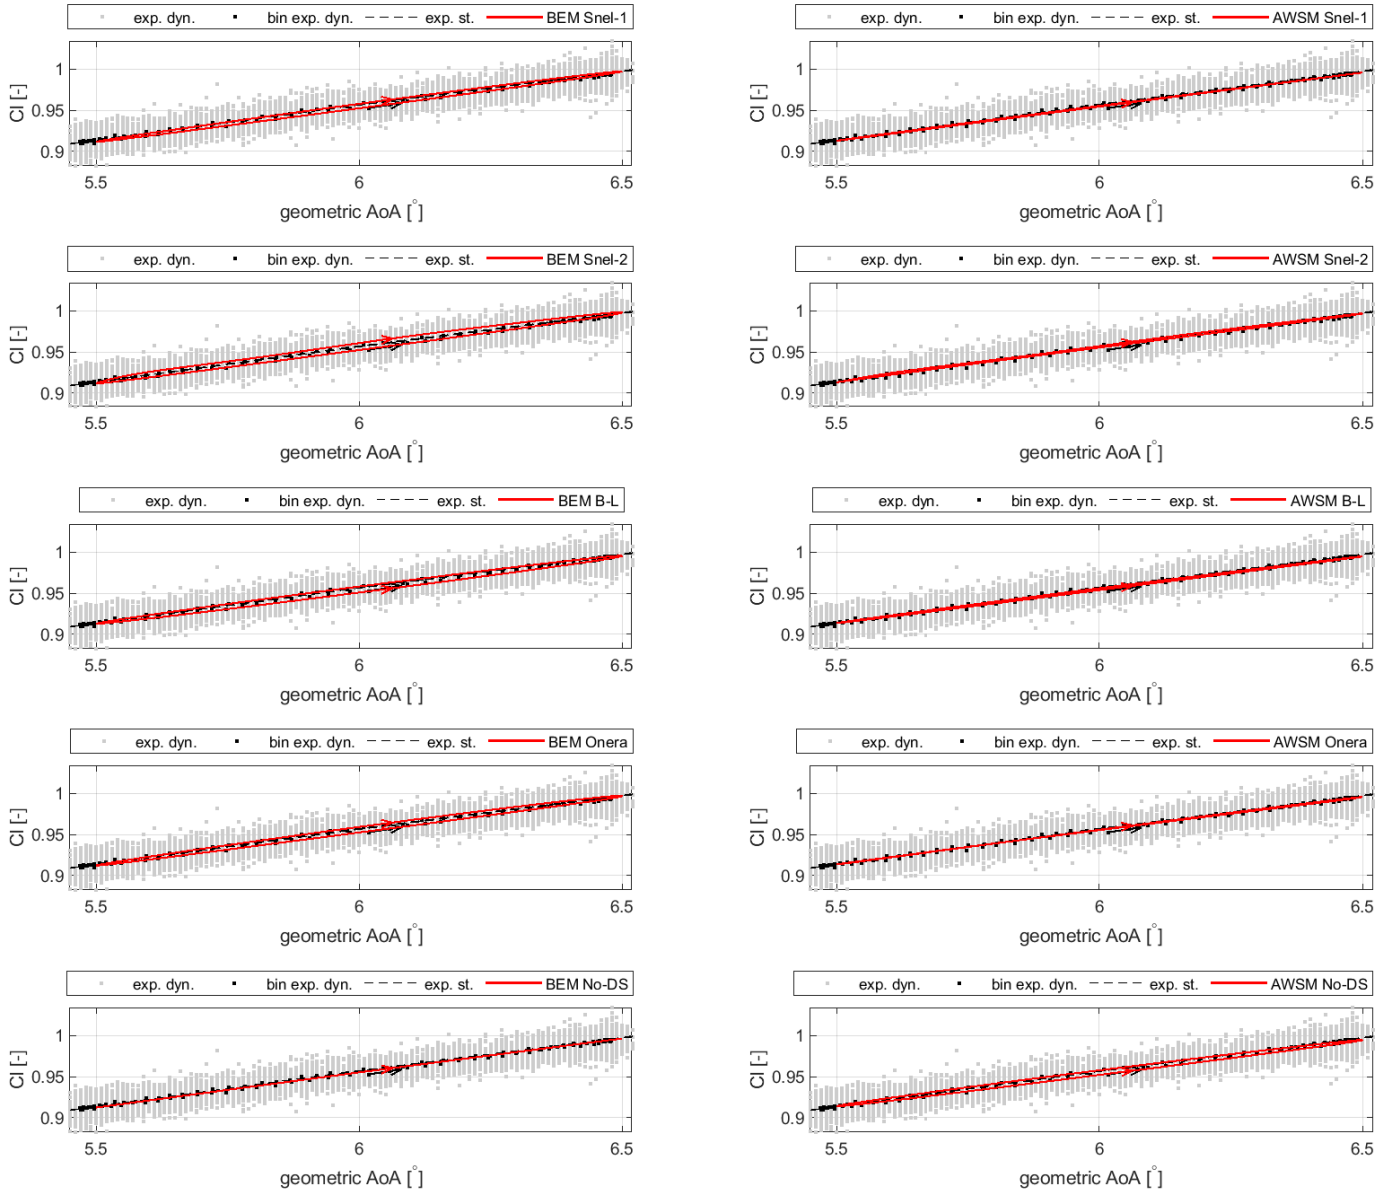 exp. dyn. bin exp. dyn. exp. st. BEM Snel-1
Cl [-]
1
0.95
0.9
5.5 6 6.5
geometric AoA [°]
exp. dyn. bin exp. dyn. exp. st. AWSM Snel-1
Cl [-]
1
0.95
0.9
5.5 6 6.5
geometric AoA [°]
exp. dyn. bin exp. dyn. exp. st. BEM Snel-2
Cl [-]
1
0.95
0.9
5.5 6 6.5
geometric AoA [°]
exp. dyn. bin exp. dyn. exp. st. AWSM Snel-2
Cl [-]
1
0.95
0.9
5.5 6 6.5
geometric AoA [°]
exp. dyn. bin exp. dyn. exp. st. BEM B-L
Cl [-]
1
0.95
0.9
5.5 6 6.5
geometric AoA [°]
exp. dyn. bin exp. dyn. exp. st. AWSM B-L
Cl [-]
1
0.95
0.9
5.5 6 6.5
geometric AoA [°]
exp. dyn. bin exp. dyn. exp. st. BEM Onera
Cl [-]
1
0.95
0.9
5.5 6 6.5
geometric AoA [°]
exp. dyn. bin exp. dyn. exp. st. AWSM Onera
Cl [-]
1
0.95
0.9
5.5 6 6.5
geometric AoA [°]
exp. dyn. bin exp. dyn. exp. st. BEM No-DS
Cl [-]
1
0.95
0.9
5.5 6 6.5
geometric AoA [°]
exp. dyn. bin exp. dyn. exp. st. AWSM No-DS
Cl [-]
1
0.95
0.9
5.5 6 6.5
geometric AoA [°]